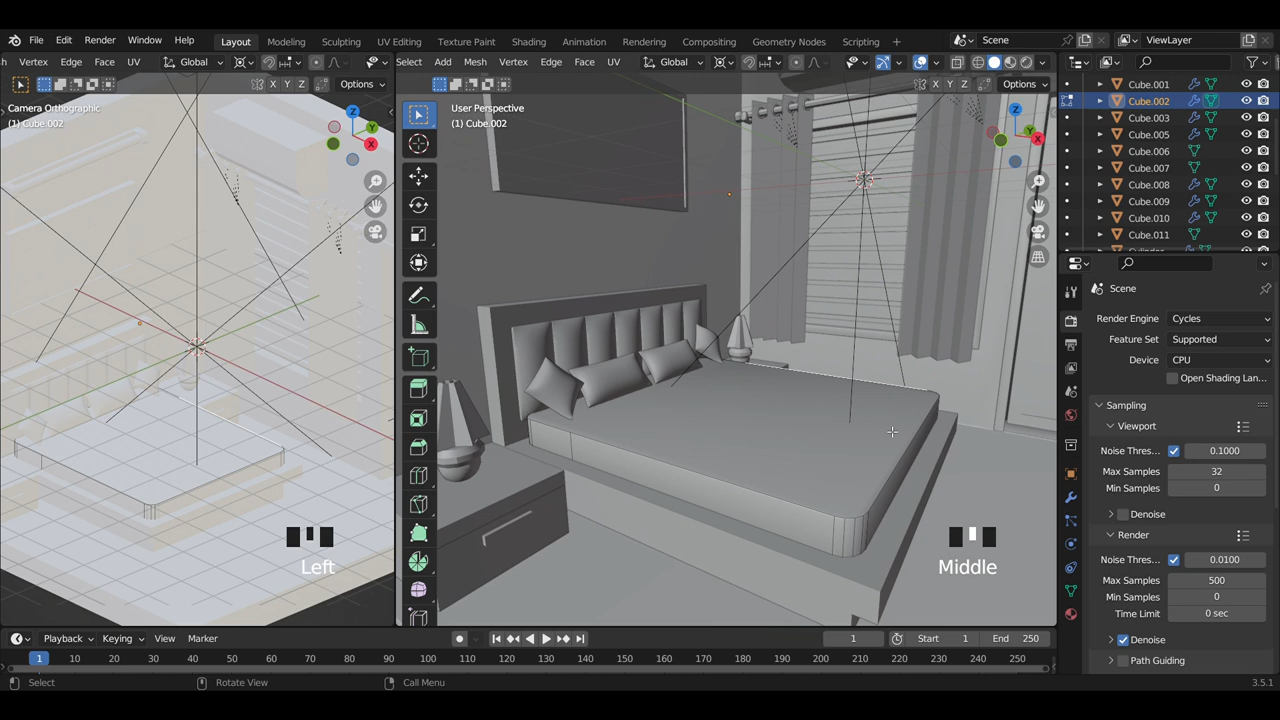 File Edit Render Window Help Layout Modeling Sculpting UV Editing Texture Paint Shading Animation Rendering Compositing Geometry Nodes Scripting + Scene ViewLayer
Vertex Edge Face UV Global Options
Select Add Mesh Vertex Edge Face UV Global Options
X Y Z
X Y Z
Camera Orthographic
(1) Cube.002
Z
Y
X
User Perspective
(1) Cube.002
Z
Y
X
Left
Middle
Cube.001
Cube.002
Cube.003
Cube.005
Cube.006
Cube.007
Cube.008
Cube.009
Cube.010
Cube.011
Scene
Render Engine Cycles
Feature Set Supported
Device CPU
Open Shading Lan...
Sampling
Viewport
Noise Thres... 0.1000
Max Samples 32
Min Samples 0
Denoise
Render
Noise Thres... 0.0100
Max Samples 500
Min Samples 0
Time Limit 0 sec
Denoise
Path Guiding
Playback Keying View Marker 1 Start 1 End 250
1 10 20 30 40 50 60 70 80 90 100 110 120 130 140 150 160 170 180 190 200 210 220 230 240 250
Select Rotate View Call Menu 3.5.1